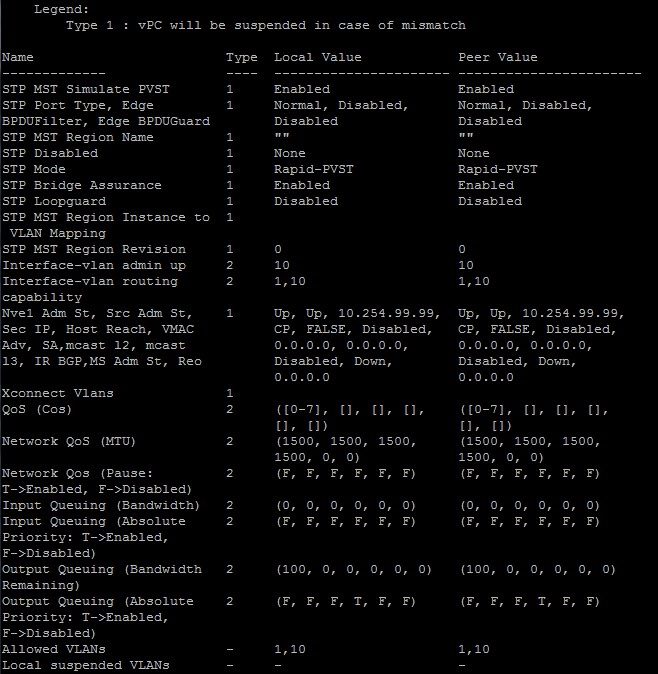 Legend:
Type 1 : vPC will be suspended in case of mismatch
Name Type Local Value Peer Value
------------- ---- ---------------------- -----------------------
STP MST Simulate PVST 1 Enabled Enabled
STP Port Type, Edge 1 Normal, Disabled, Normal, Disabled,
BPDUFilter, Edge BPDUGuard Disabled Disabled
STP MST Region Name 1 "" ""
STP Disabled 1 None None
STP Mode 1 Rapid-PVST Rapid-PVST
STP Bridge Assurance 1 Enabled Enabled
STP Loopguard 1 Disabled Disabled
STP MST Region Instance to 1
VLAN Mapping
STP MST Region Revision 1 0 0
Interface-vlan admin up 2 10 10
Interface-vlan routing 2 1,10 1,10
capability
Nve1 Adm St, Src Adm St, 1 Up, Up, 10.254.99.99, Up, Up, 10.254.99.99,
Sec IP, Host Reach, VMAC CP, FALSE, Disabled, CP, FALSE, Disabled,
Adv, SA,mcast l2, mcast 0.0.0.0, 0.0.0.0, 0.0.0.0, 0.0.0.0,
l3, IR BGP,MS Adm St, Reo Disabled, Down, Disabled, Down,
0.0.0.0 0.0.0.0
Xconnect Vlans 1
QoS (Cos) 2 ([0-7], [], [], [], ([0-7], [], [], [],
[], []) [], [])
Network QoS (MTU) 2 (1500, 1500, 1500, (1500, 1500, 1500,
1500, 0, 0) 1500, 0, 0)
Network Qos (Pause: 2 (F, F, F, F, F, F) (F, F, F, F, F, F)
T->Enabled, F->Disabled)
Input Queuing (Bandwidth) 2 (0, 0, 0, 0, 0, 0) (0, 0, 0, 0, 0, 0)
Input Queuing (Absolute 2 (F, F, F, F, F, F) (F, F, F, F, F, F)
Priority: T->Enabled,
F->Disabled)
Output Queuing (Bandwidth 2 (100, 0, 0, 0, 0, 0) (100, 0, 0, 0, 0, 0)
Remaining)
Output Queuing (Absolute 2 (F, F, F, T, F, F) (F, F, F, T, F, F)
Priority: T->Enabled,
F->Disabled)
Allowed VLANs - 1,10 1,10
Local suspended VLANs - - -